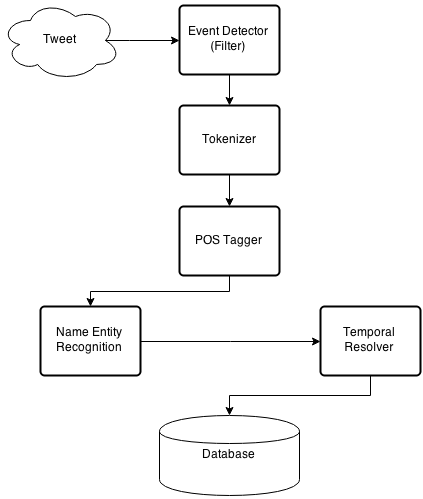 Tweet
Event Detector
(Filter)
Tokenizer
POS Tagger
Name Entity
Recognition
Temporal
Resolver
Database